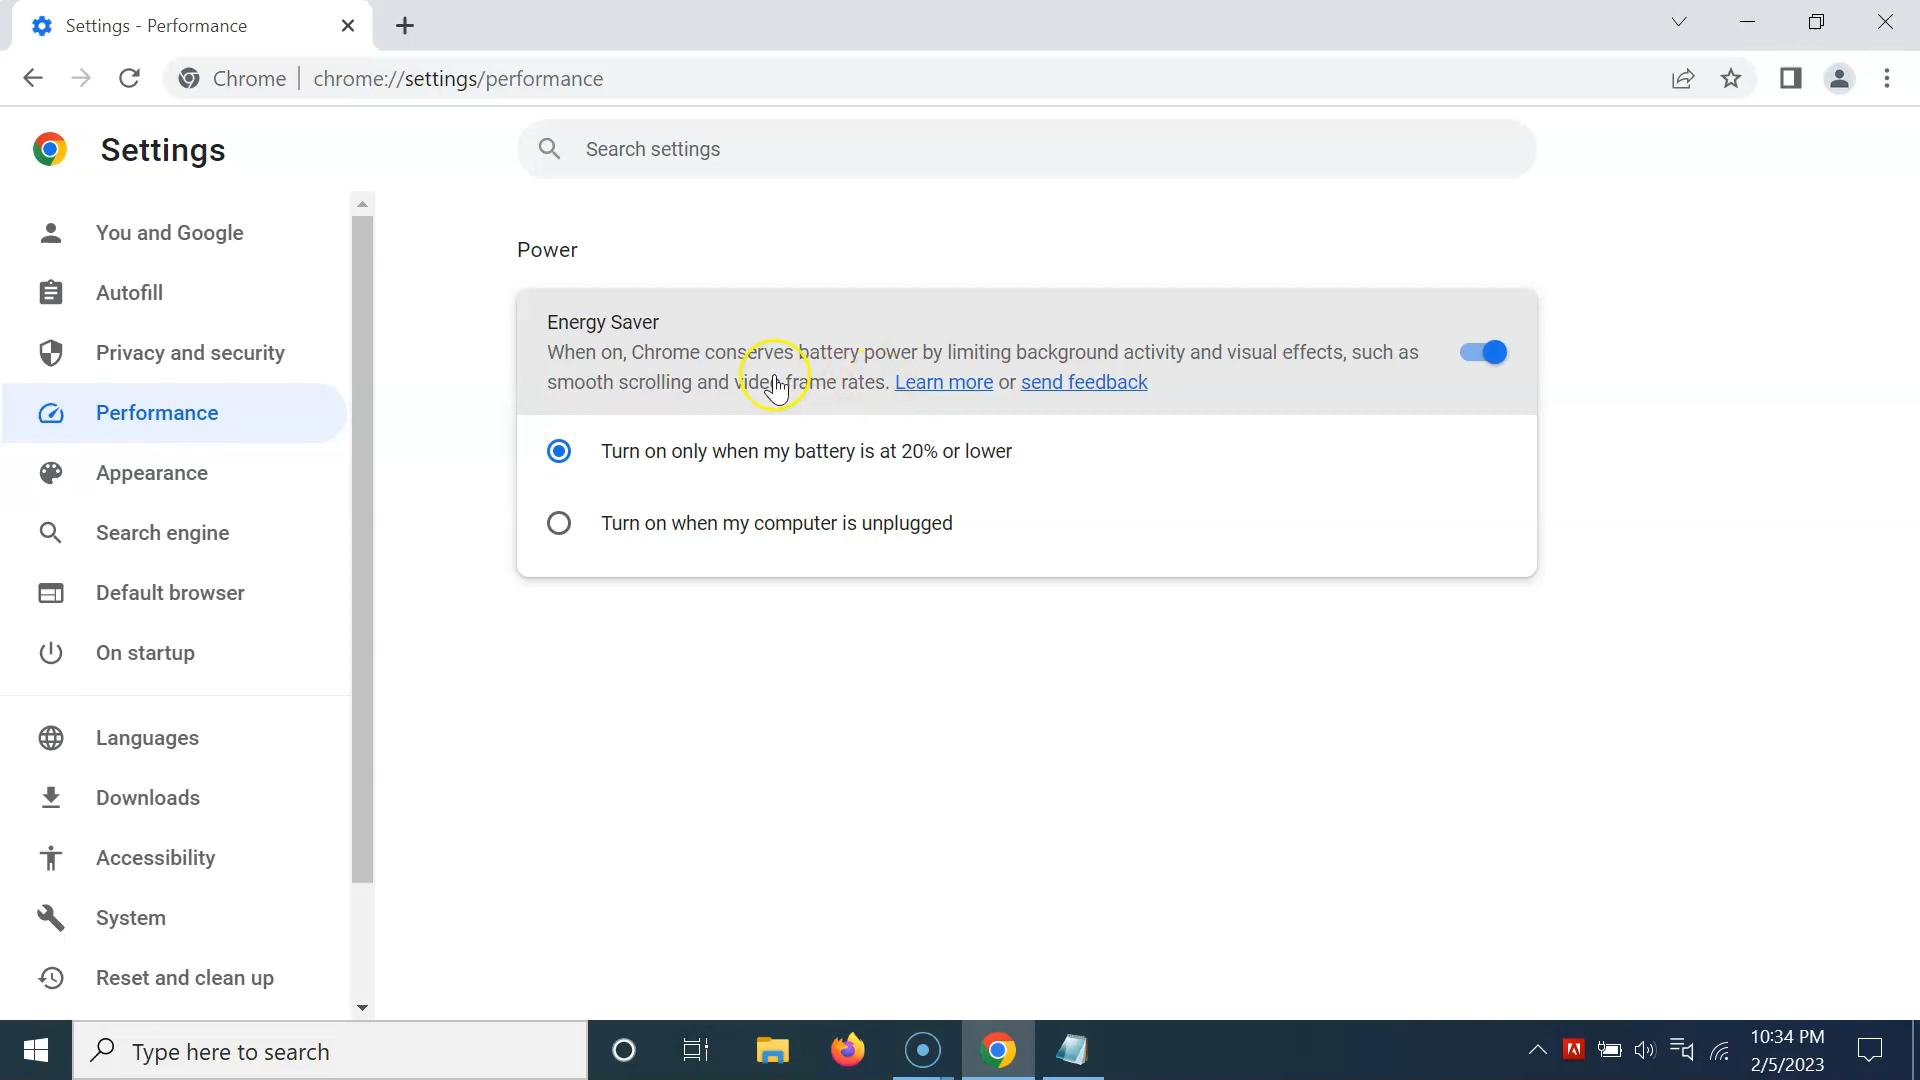 Settings - Performance
Chrome
chrome://settings/performance
Settings
Search settings
You and Google
Autofill
Privacy and security
Performance
Appearance
Search engine
Default browser
On startup
Languages
Downloads
Accessibility
System
Reset and clean up
Power
Energy Saver
When on, Chrome conserves battery power by limiting background activity and visual effects, such as
smooth scrolling and video frame rates. Learn more or send feedback
Turn on only when my battery is at 20% or lower
Turn on when my computer is unplugged
Type here to search
10:34 PM
2/5/2023